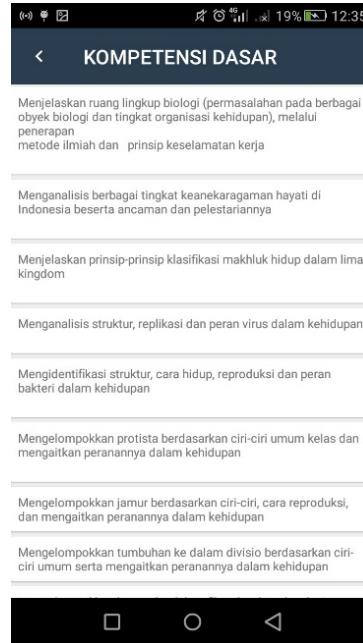 4G 19% 12:35
KOMPETENSI DASAR
Menjelaskan ruang lingkup biologi (permasalahan pada berbagai
obyek biologi dan tingkat organisasi kehidupan), melalui
penerapan
metode ilmiah dan prinsip keselamatan kerja
Menganalisis berbagai tingkat keanekaragaman hayati di
Indonesia beserta ancaman dan pelestariannya
Menjelaskan prinsip-prinsip klasifikasi makhluk hidup dalam lima
kingdom
Menganalisis struktur, replikasi dan peran virus dalam kehidupan
Mengidentifikasi struktur, cara hidup, reproduksi dan peran
bakteri dalam kehidupan
Mengelompokkan protista berdasarkan ciri-ciri umum kelas dan
mengaitkan peranannya dalam kehidupan
Mengelompokkan jamur berdasarkan ciri-ciri, cara reproduksi,
dan mengaitkan peranannya dalam kehidupan
Mengelompokkan tumbuhan ke dalam divisio berdasarkan ciri-
ciri umum serta mengaitkan peranannya dalam kehidupan